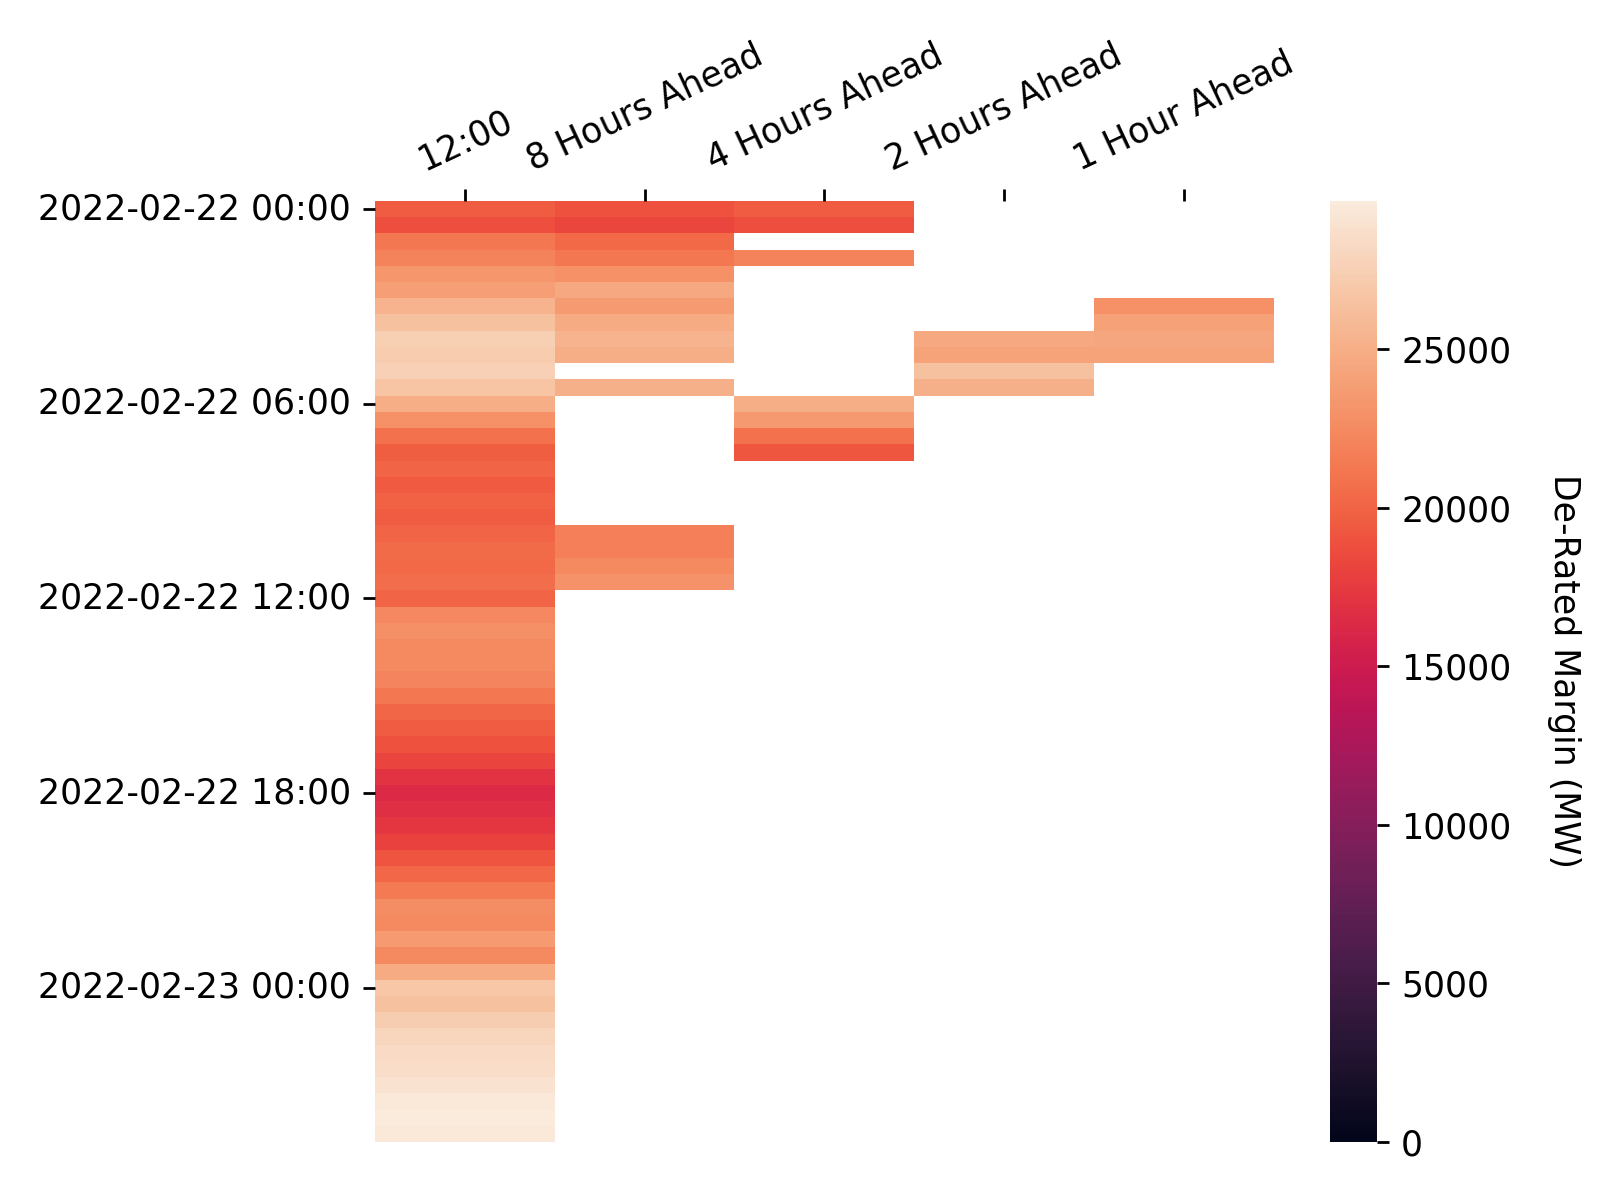 12:00
8 Hours Ahead
4 Hours Ahead
2 Hours Ahead
1 Hour Ahead
2022-02-22 00:00
2022-02-22 06:00
2022-02-22 12:00
2022-02-22 18:00
2022-02-23 00:00
25000
20000
15000
10000
5000
0
De-Rated Margin (MW)